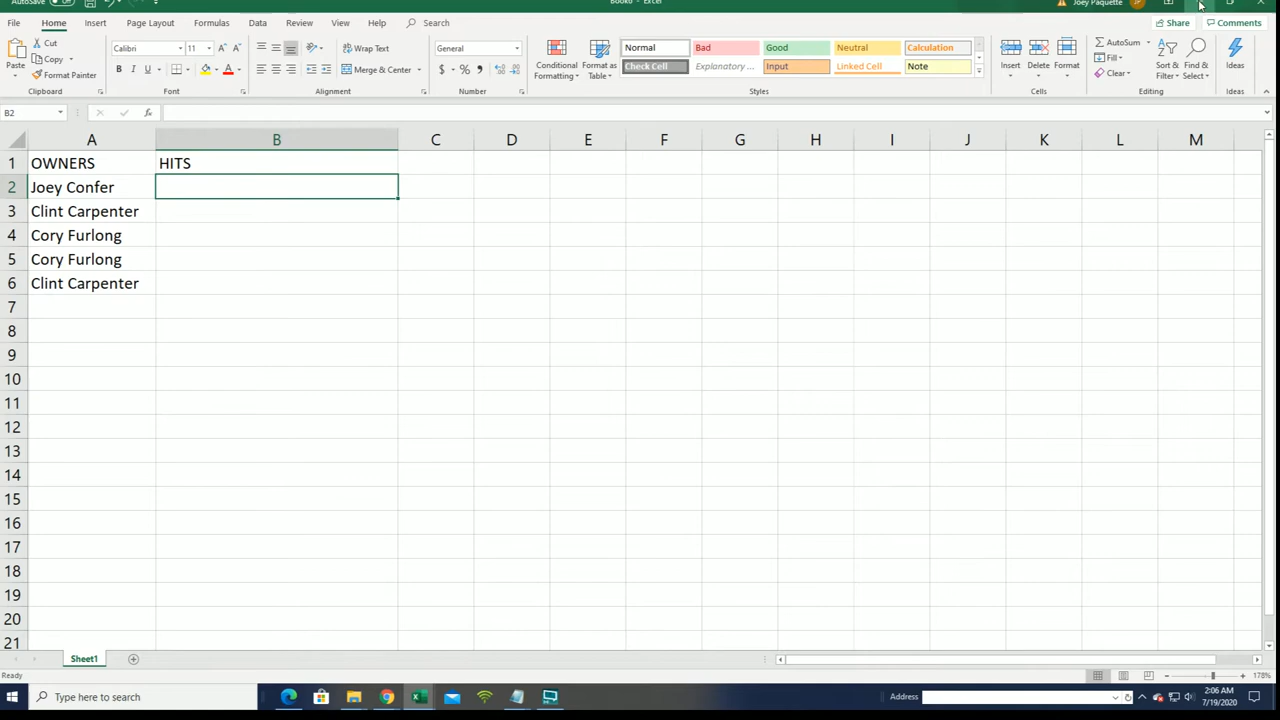 AutoSave Off Book6 - Excel Joey Paquette JP
File Home Insert Page Layout Formulas Data Review View Help Search Share Comments
Cut
Copy
Format Painter
Paste
Clipboard
Calibri 11
B I U
Font
Wrap Text
Merge & Center
Alignment
General
$ % ,
Number
Conditional Formatting
Format as Table
Normal Bad Good Neutral Calculation
Check Cell Explanatory ... Input Linked Cell Note
Styles
Insert Delete Format
Cells
AutoSum
Fill
Clear
Sort & Filter
Find & Select
Editing
Ideas
Ideas
B2 fx
A B C D E F G H I J K L M
1 OWNERS HITS
2 Joey Confer
3 Clint Carpenter
4 Cory Furlong
5 Cory Furlong
6 Clint Carpenter
7
8
9
10
11
12
13
14
15
16
17
18
19
20
21
Sheet1
Ready 178%
Type here to search Address 2:06 AM
7/19/2020